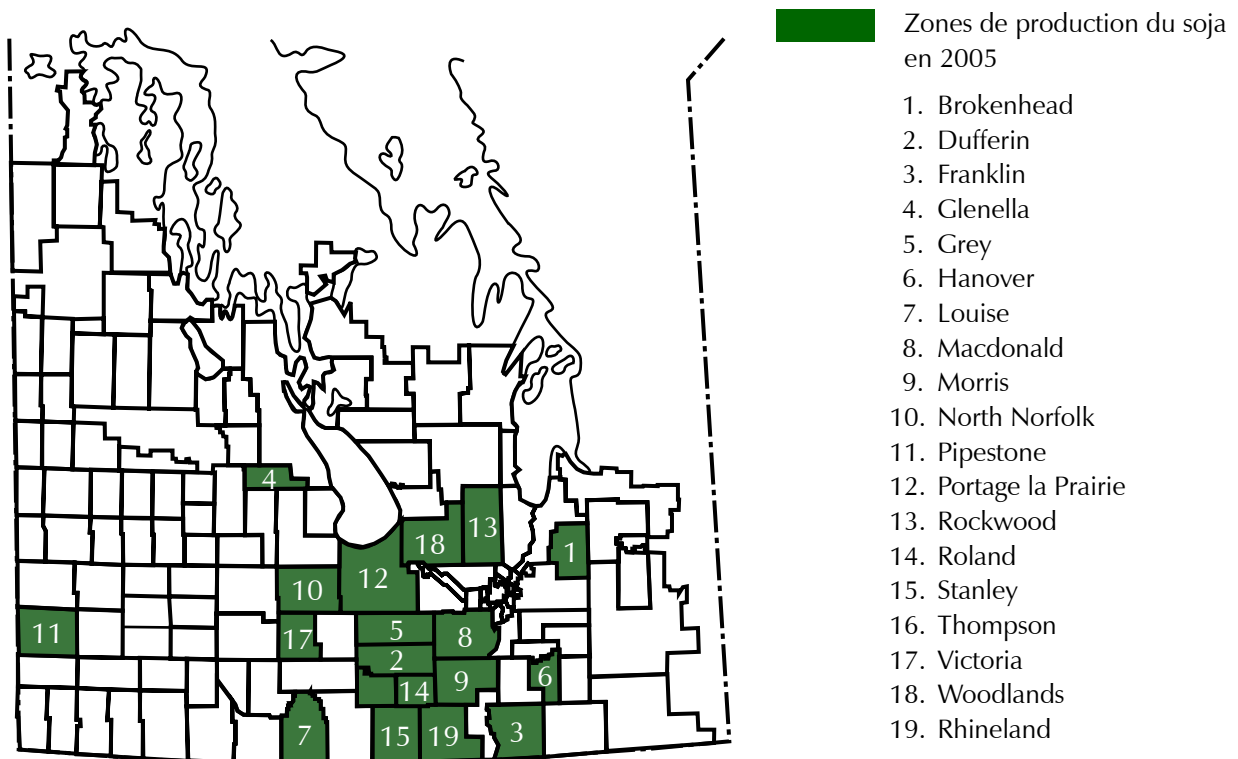 Zones de production du soja
en 2005
1. Brokenhead
2. Dufferin
3. Franklin
4. Glenella
5. Grey
6. Hanover
7. Louise
8. Macdonald
9. Morris
10. North Norfolk
11. Pipestone
12. Portage la Prairie
13. Rockwood
14. Roland
15. Stanley
16. Thompson
17. Victoria
18. Woodlands
19. Rhineland
4
13
18
1
12
10
11
5
17
8
2
6
9
14
7
15
19
3